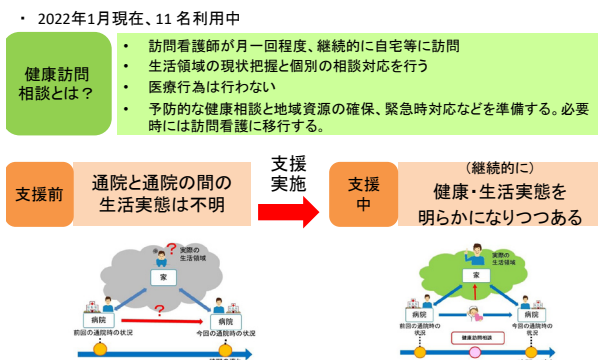 ・ 2022年1月現在、11 名利用中
健康訪問
相談とは？
• 訪問看護師が月一回程度、継続的に自宅等に訪問
• 生活領域の現状把握と個別の相談対応を行う
• 医療行為は行わない
• 予防的な健康相談と地域資源の確保、緊急時対応などを準備する。必要
時には訪問看護に移行する。
支援前
通院と通院の間の
生活実態は不明
支援
実施
支援
中
（継続的に）
健康・生活実態を
明らかになりつつある
？
実際の
生活領域
家
？
病院
病院
前回の通院時の状況
今回の通院時の状況
実際の
生活領域
家
病院
病院
前回の通院時の
状況
今回の通院時の
状況
健康訪問相談